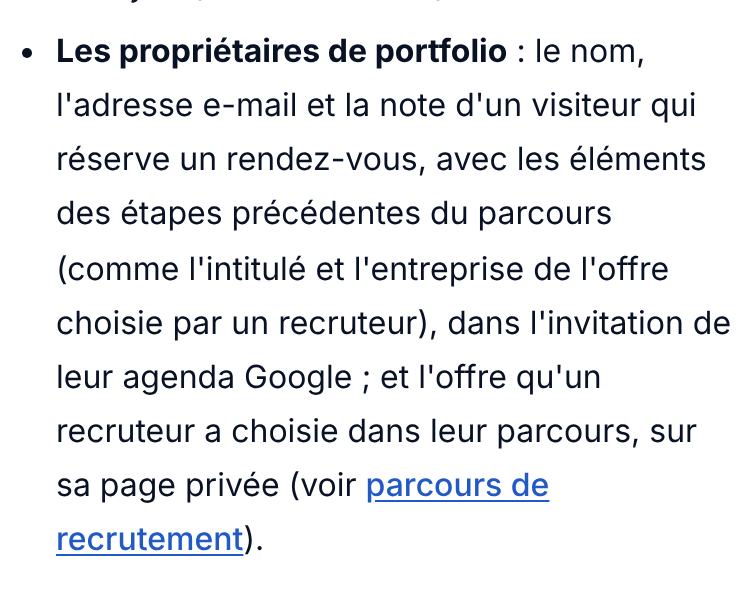 • Les propriétaires de portfolio : le nom,
l'adresse e-mail et la note d'un visiteur qui
réserve un rendez-vous, avec les éléments
des étapes précédentes du parcours
(comme l'intitulé et l'entreprise de l'offre
choisie par un recruteur), dans l'invitation de
leur agenda Google ; et l'offre qu'un
recruteur a choisie dans leur parcours, sur
sa page privée (voir parcours de
recrutement).